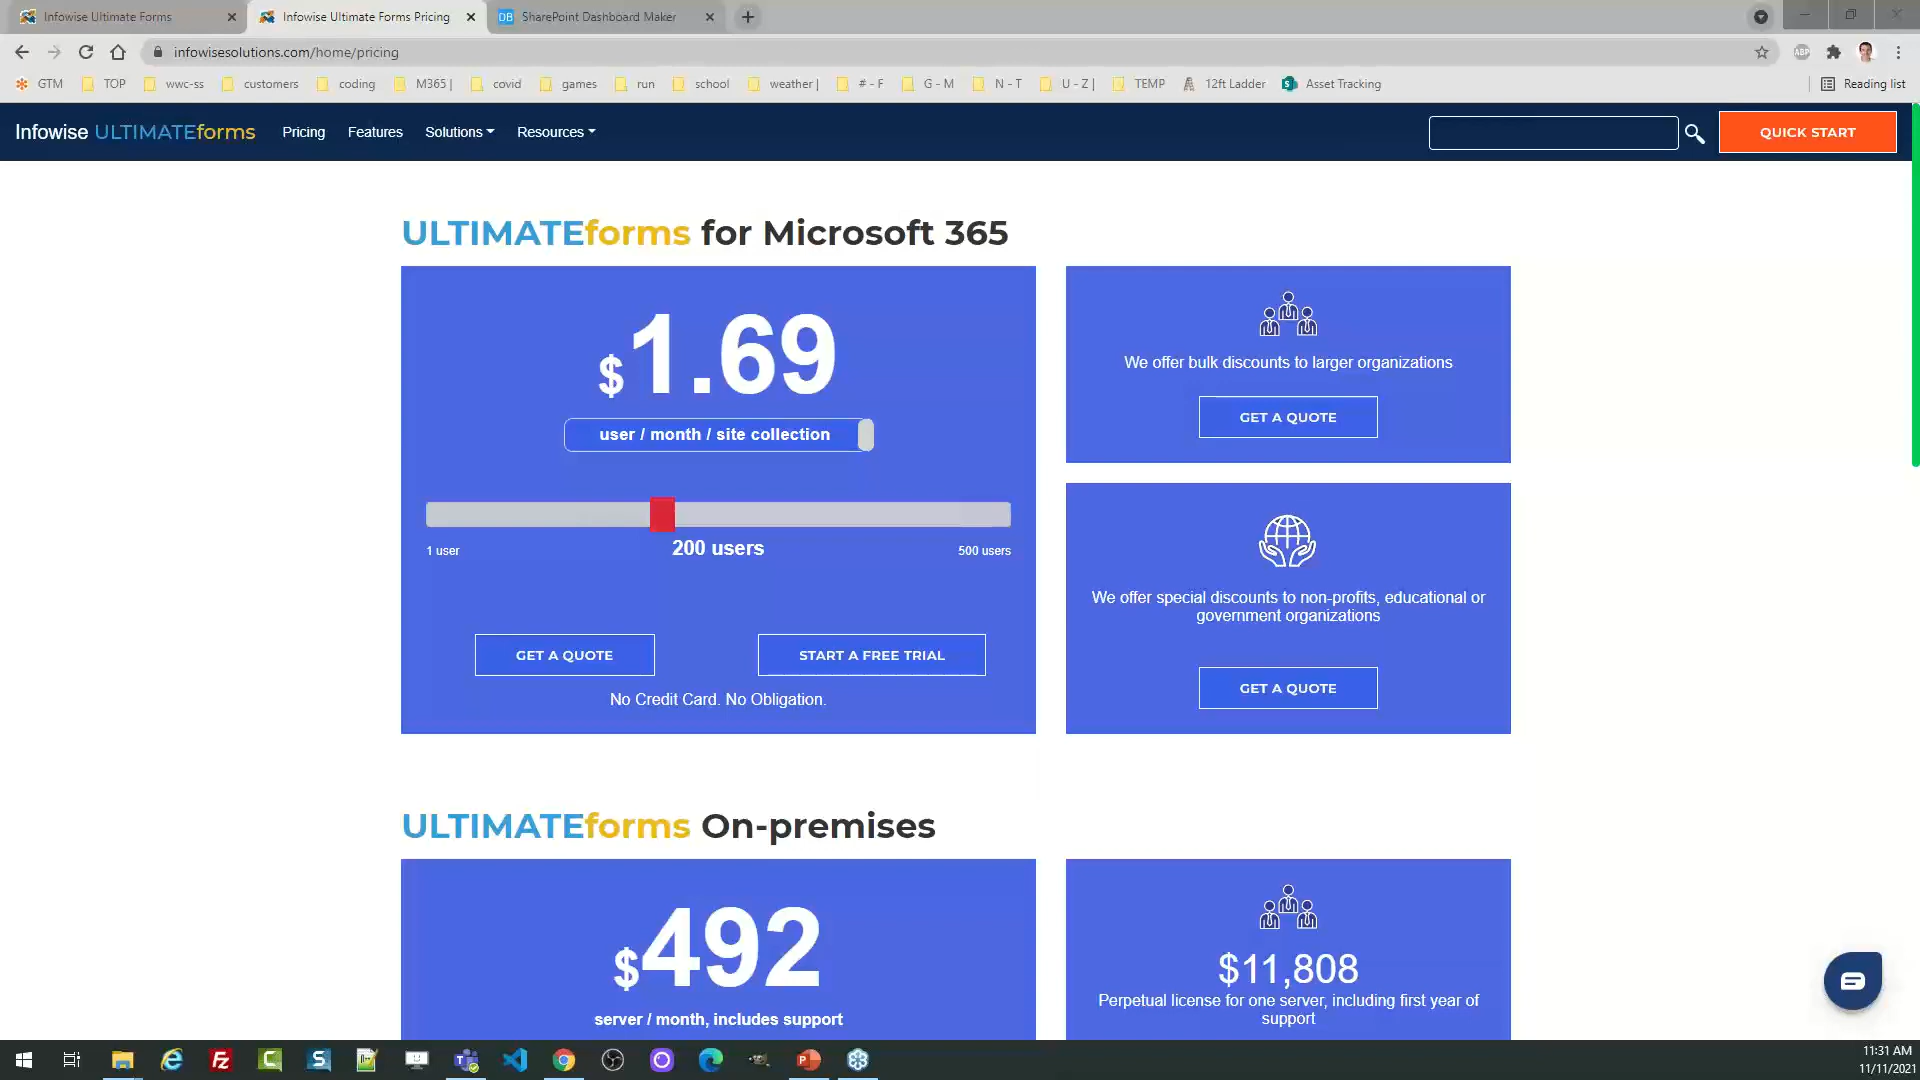 Infowise Ultimate Forms
Infowise Ultimate Forms Pricing
DB SharePoint Dashboard Maker
infowisesolutions.com/home/pricing
ABP
GTM TOP wwc-ss customers coding M365 | covid games run school weather | # - F G - M N - T U - Z | TEMP 12ft Ladder Asset Tracking Reading list
Infowise ULTIMATEforms Pricing Features Solutions Resources QUICK START
ULTIMATEforms for Microsoft 365
$1.69
user / month / site collection
1 user 200 users 500 users
GET A QUOTE START A FREE TRIAL
No Credit Card. No Obligation.
We offer bulk discounts to larger organizations
GET A QUOTE
We offer special discounts to non-profits, educational or
government organizations
GET A QUOTE
ULTIMATEforms On-premises
$492
server / month, includes support
$11,808
Perpetual license for one server, including first year of
support
11:31 AM
11/11/2021